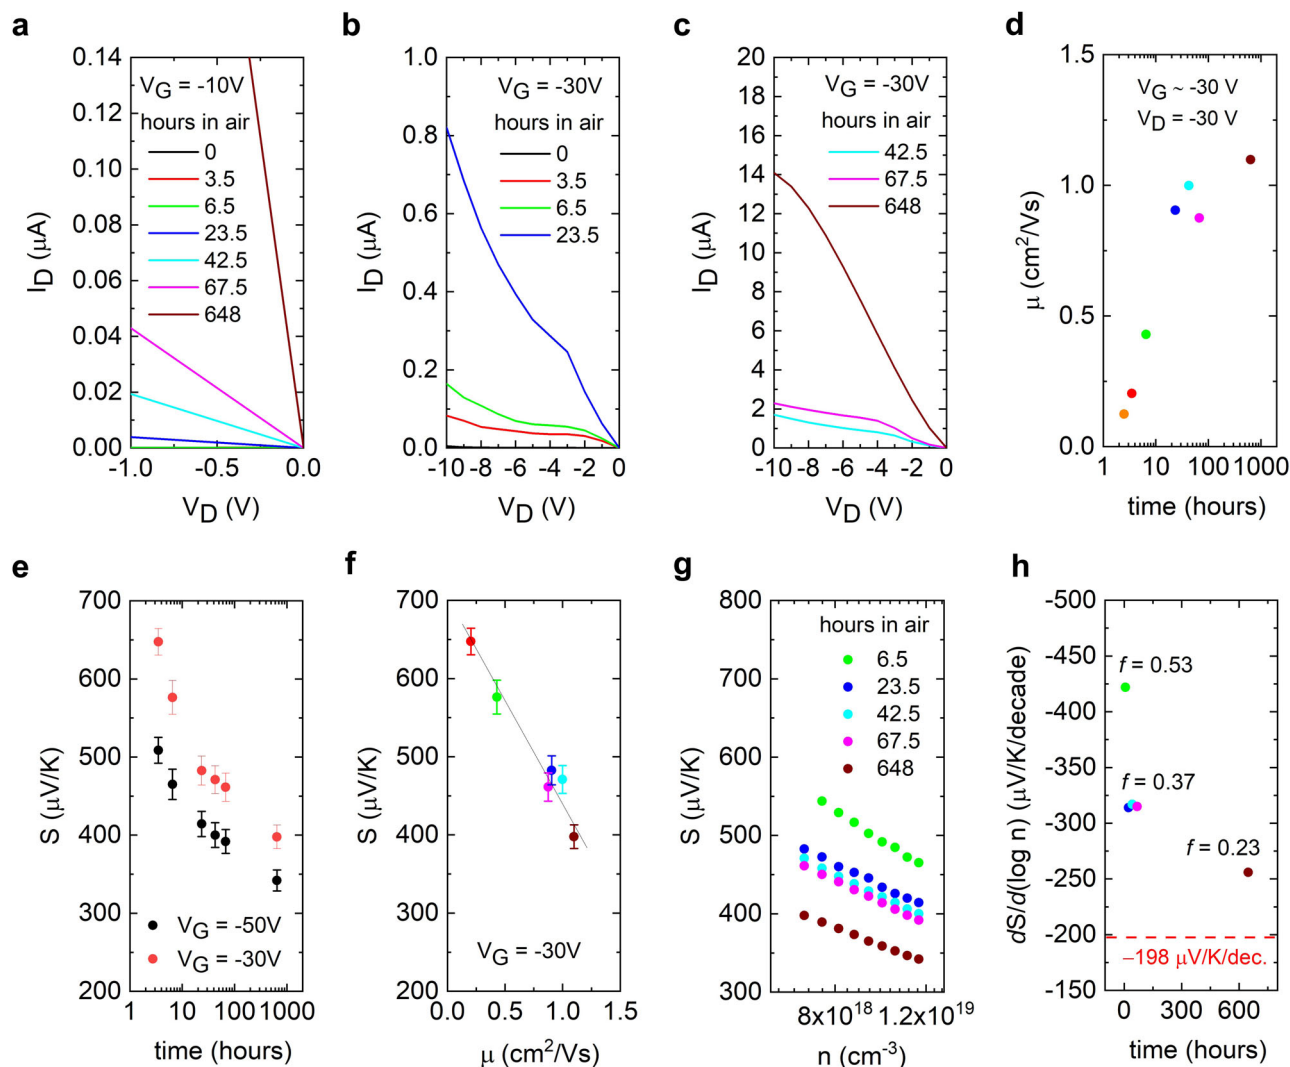 a
0.14
0.12
0.10
0.08
0.06
0.04
0.02
0.00
I_D (μA)
V_G = -10V
hours in air
0
3.5
6.5
23.5
42.5
67.5
648
-1.0
-0.5
0.0
V_D (V)
b
1.0
0.8
0.6
0.4
0.2
0.0
I_D (μA)
V_G = -30V
hours in air
0
3.5
6.5
23.5
-10
-8
-6
-4
-2
0
V_D (V)
c
20
18
16
14
12
10
8
6
4
2
0
I_D (μA)
V_G = -30V
hours in air
42.5
67.5
648
-10
-8
-6
-4
-2
0
V_D (V)
d
1.5
1.0
0.5
0.0
μ (cm²/Vs)
V_G ~ -30 V
V_D = -30 V
1
10
100
1000
time (hours)
e
700
600
500
400
300
200
S (μV/K)
V_G = -50V
V_G = -30V
1
10
100
1000
time (hours)
f
700
600
500
400
300
200
S (μV/K)
V_G = -30V
0.0
0.5
1.0
1.5
μ (cm²/Vs)
g
800
700
600
500
400
300
S (μV/K)
hours in air
6.5
23.5
42.5
67.5
648
8x10¹⁸
1.2x10¹⁹
n (cm⁻³)
h
-500
-450
-400
-350
-300
-250
-200
-150
dS/d(log n) (μV/K/decade)
f = 0.53
f = 0.37
f = 0.23
−198 μV/K/dec.
0
300
600
time (hours)